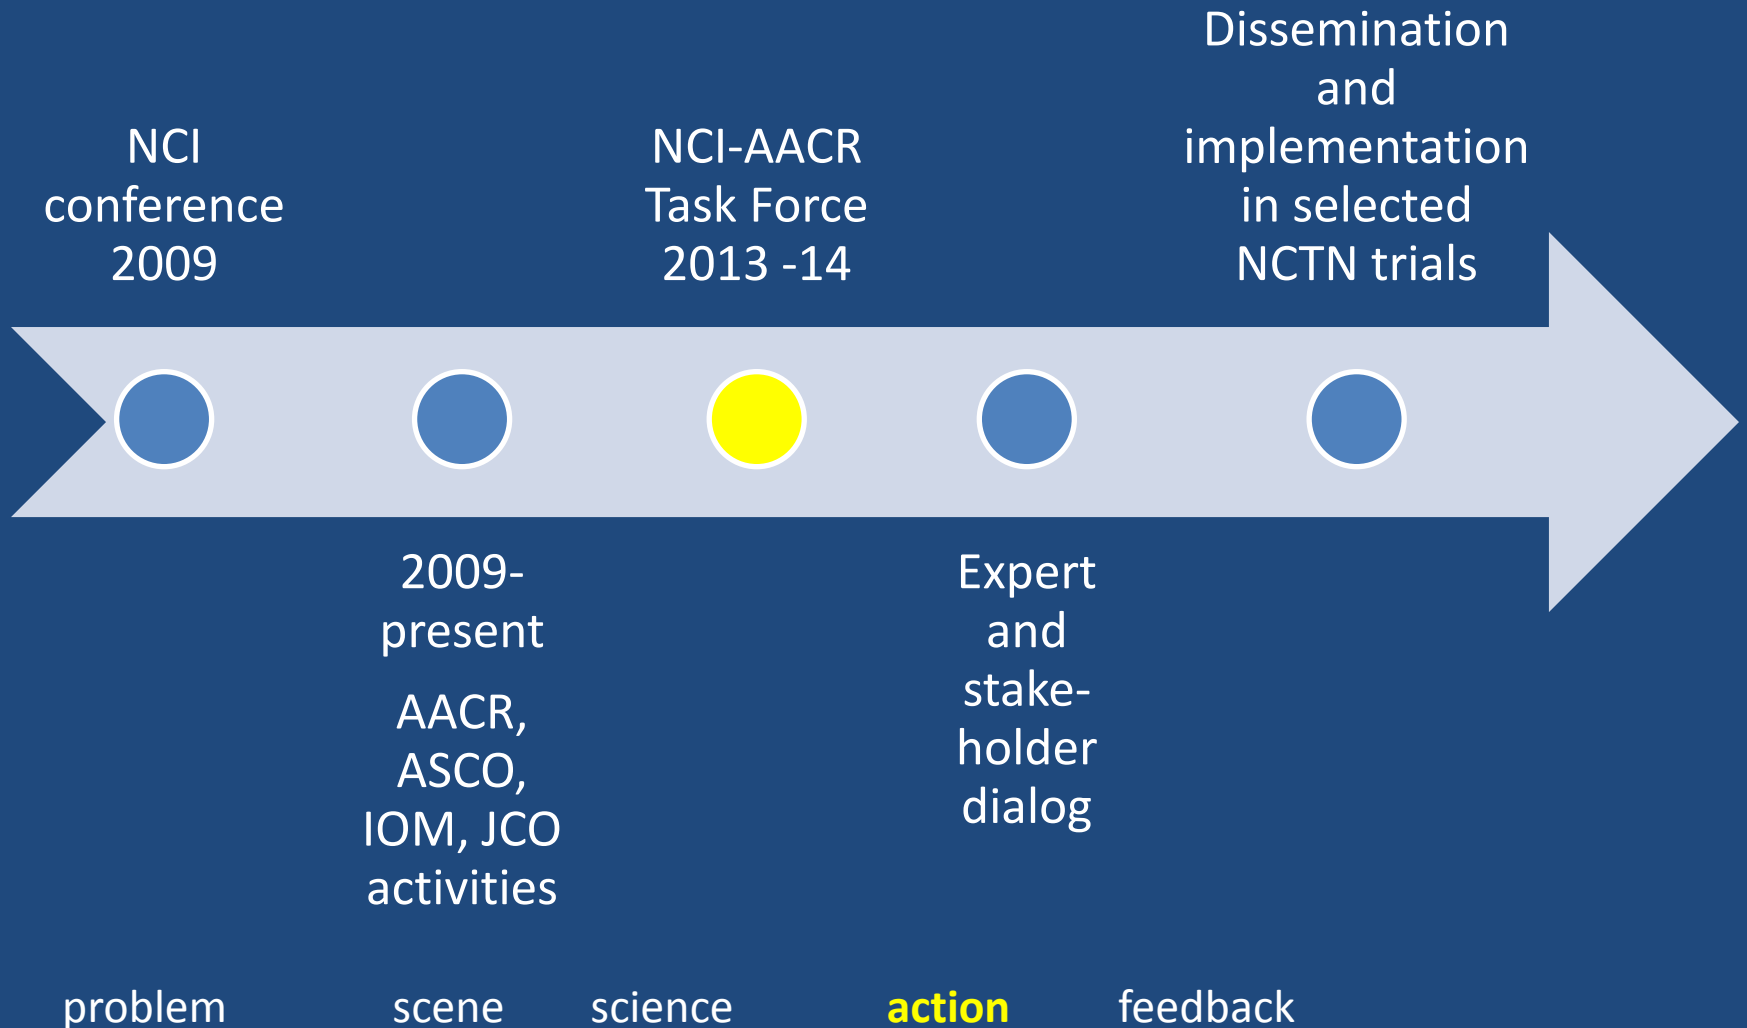 NCI
conference
2009
2009-
present
AACR,
ASCO,
IOM, JCO
activities
NCI-AACR
Task Force
2013 -14
Expert
and
stake-
holder
dialog
Dissemination
and
implementation
in selected
NCTN trials
problem scene science action feedback